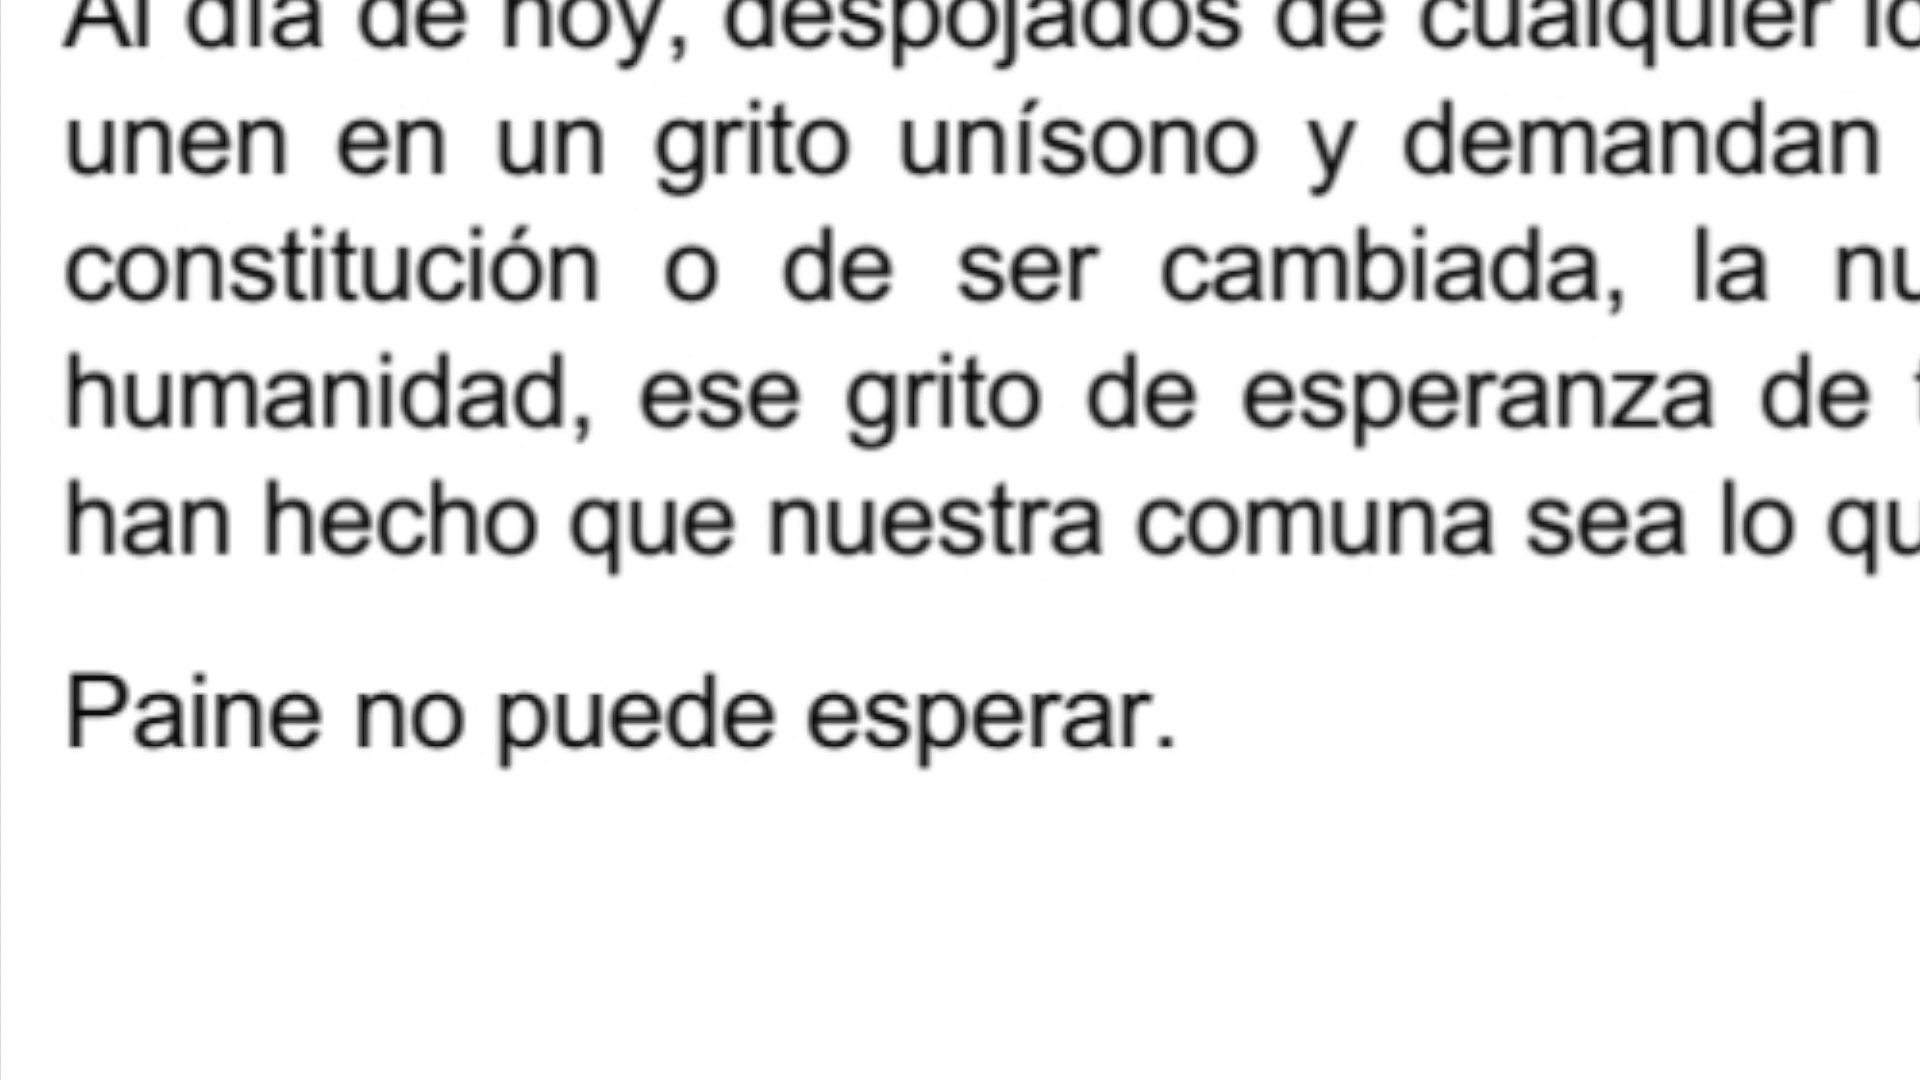 Al día de hoy, despojados de cualquier
unen en un grito unísono y demandan
constitución o de ser cambiada, la
humanidad, ese grito de esperanza de
han hecho que nuestra comuna sea lo
Paine no puede esperar.